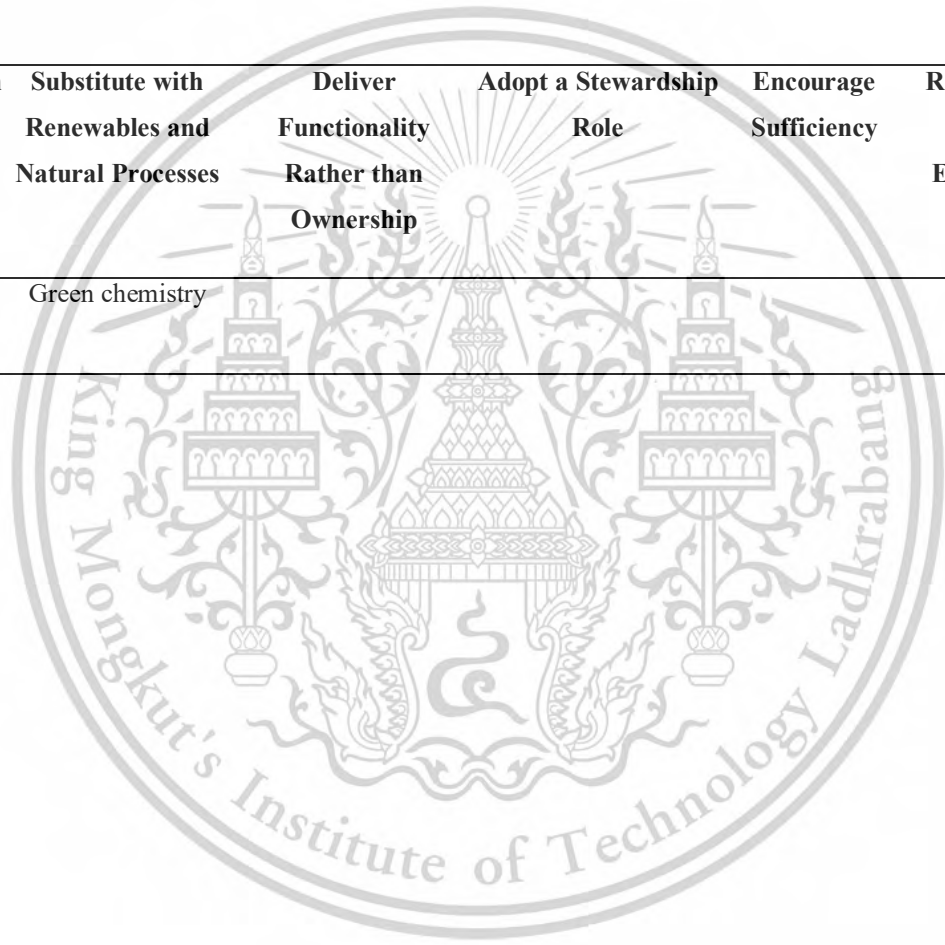 Substitute with Deliver Adopt a Stewardship Encourage
Renewables and Functionality Role Sufficiency
Natural Processes Rather than
Ownership
Green chemistry
King Mongkut's Institute of Technology Ladkrabang